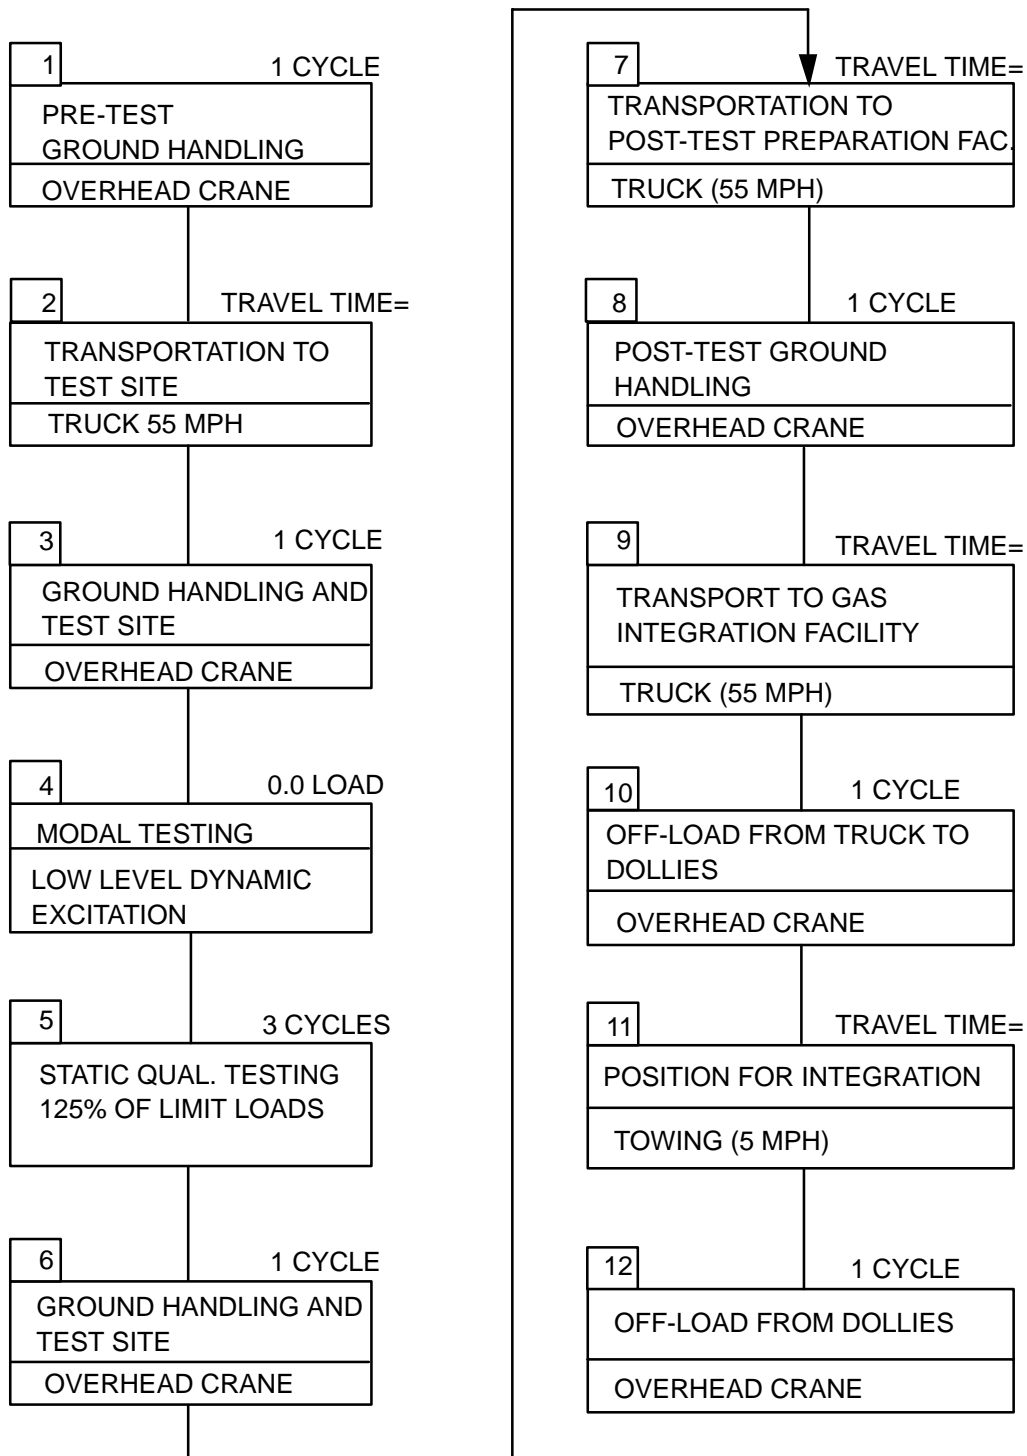 1
1 CYCLE
PRE-TEST
GROUND HANDLING
OVERHEAD CRANE
2
TRAVEL TIME=
TRANSPORTATION TO
TEST SITE
TRUCK 55 MPH
3
1 CYCLE
GROUND HANDLING AND
TEST SITE
OVERHEAD CRANE
4
0.0 LOAD
MODAL TESTING
LOW LEVEL DYNAMIC
EXCITATION
5
3 CYCLES
STATIC QUAL. TESTING
125% OF LIMIT LOADS
6
1 CYCLE
GROUND HANDLING AND
TEST SITE
OVERHEAD CRANE
7
TRAVEL TIME=
TRANSPORTATION TO
POST-TEST PREPARATION FAC.
TRUCK (55 MPH)
8
1 CYCLE
POST-TEST GROUND
HANDLING
OVERHEAD CRANE
9
TRAVEL TIME=
TRANSPORT TO GAS
INTEGRATION FACILITY
TRUCK (55 MPH)
10
1 CYCLE
OFF-LOAD FROM TRUCK TO
DOLLIES
OVERHEAD CRANE
11
TRAVEL TIME=
POSITION FOR INTEGRATION
TOWING (5 MPH)
12
1 CYCLE
OFF-LOAD FROM DOLLIES
OVERHEAD CRANE